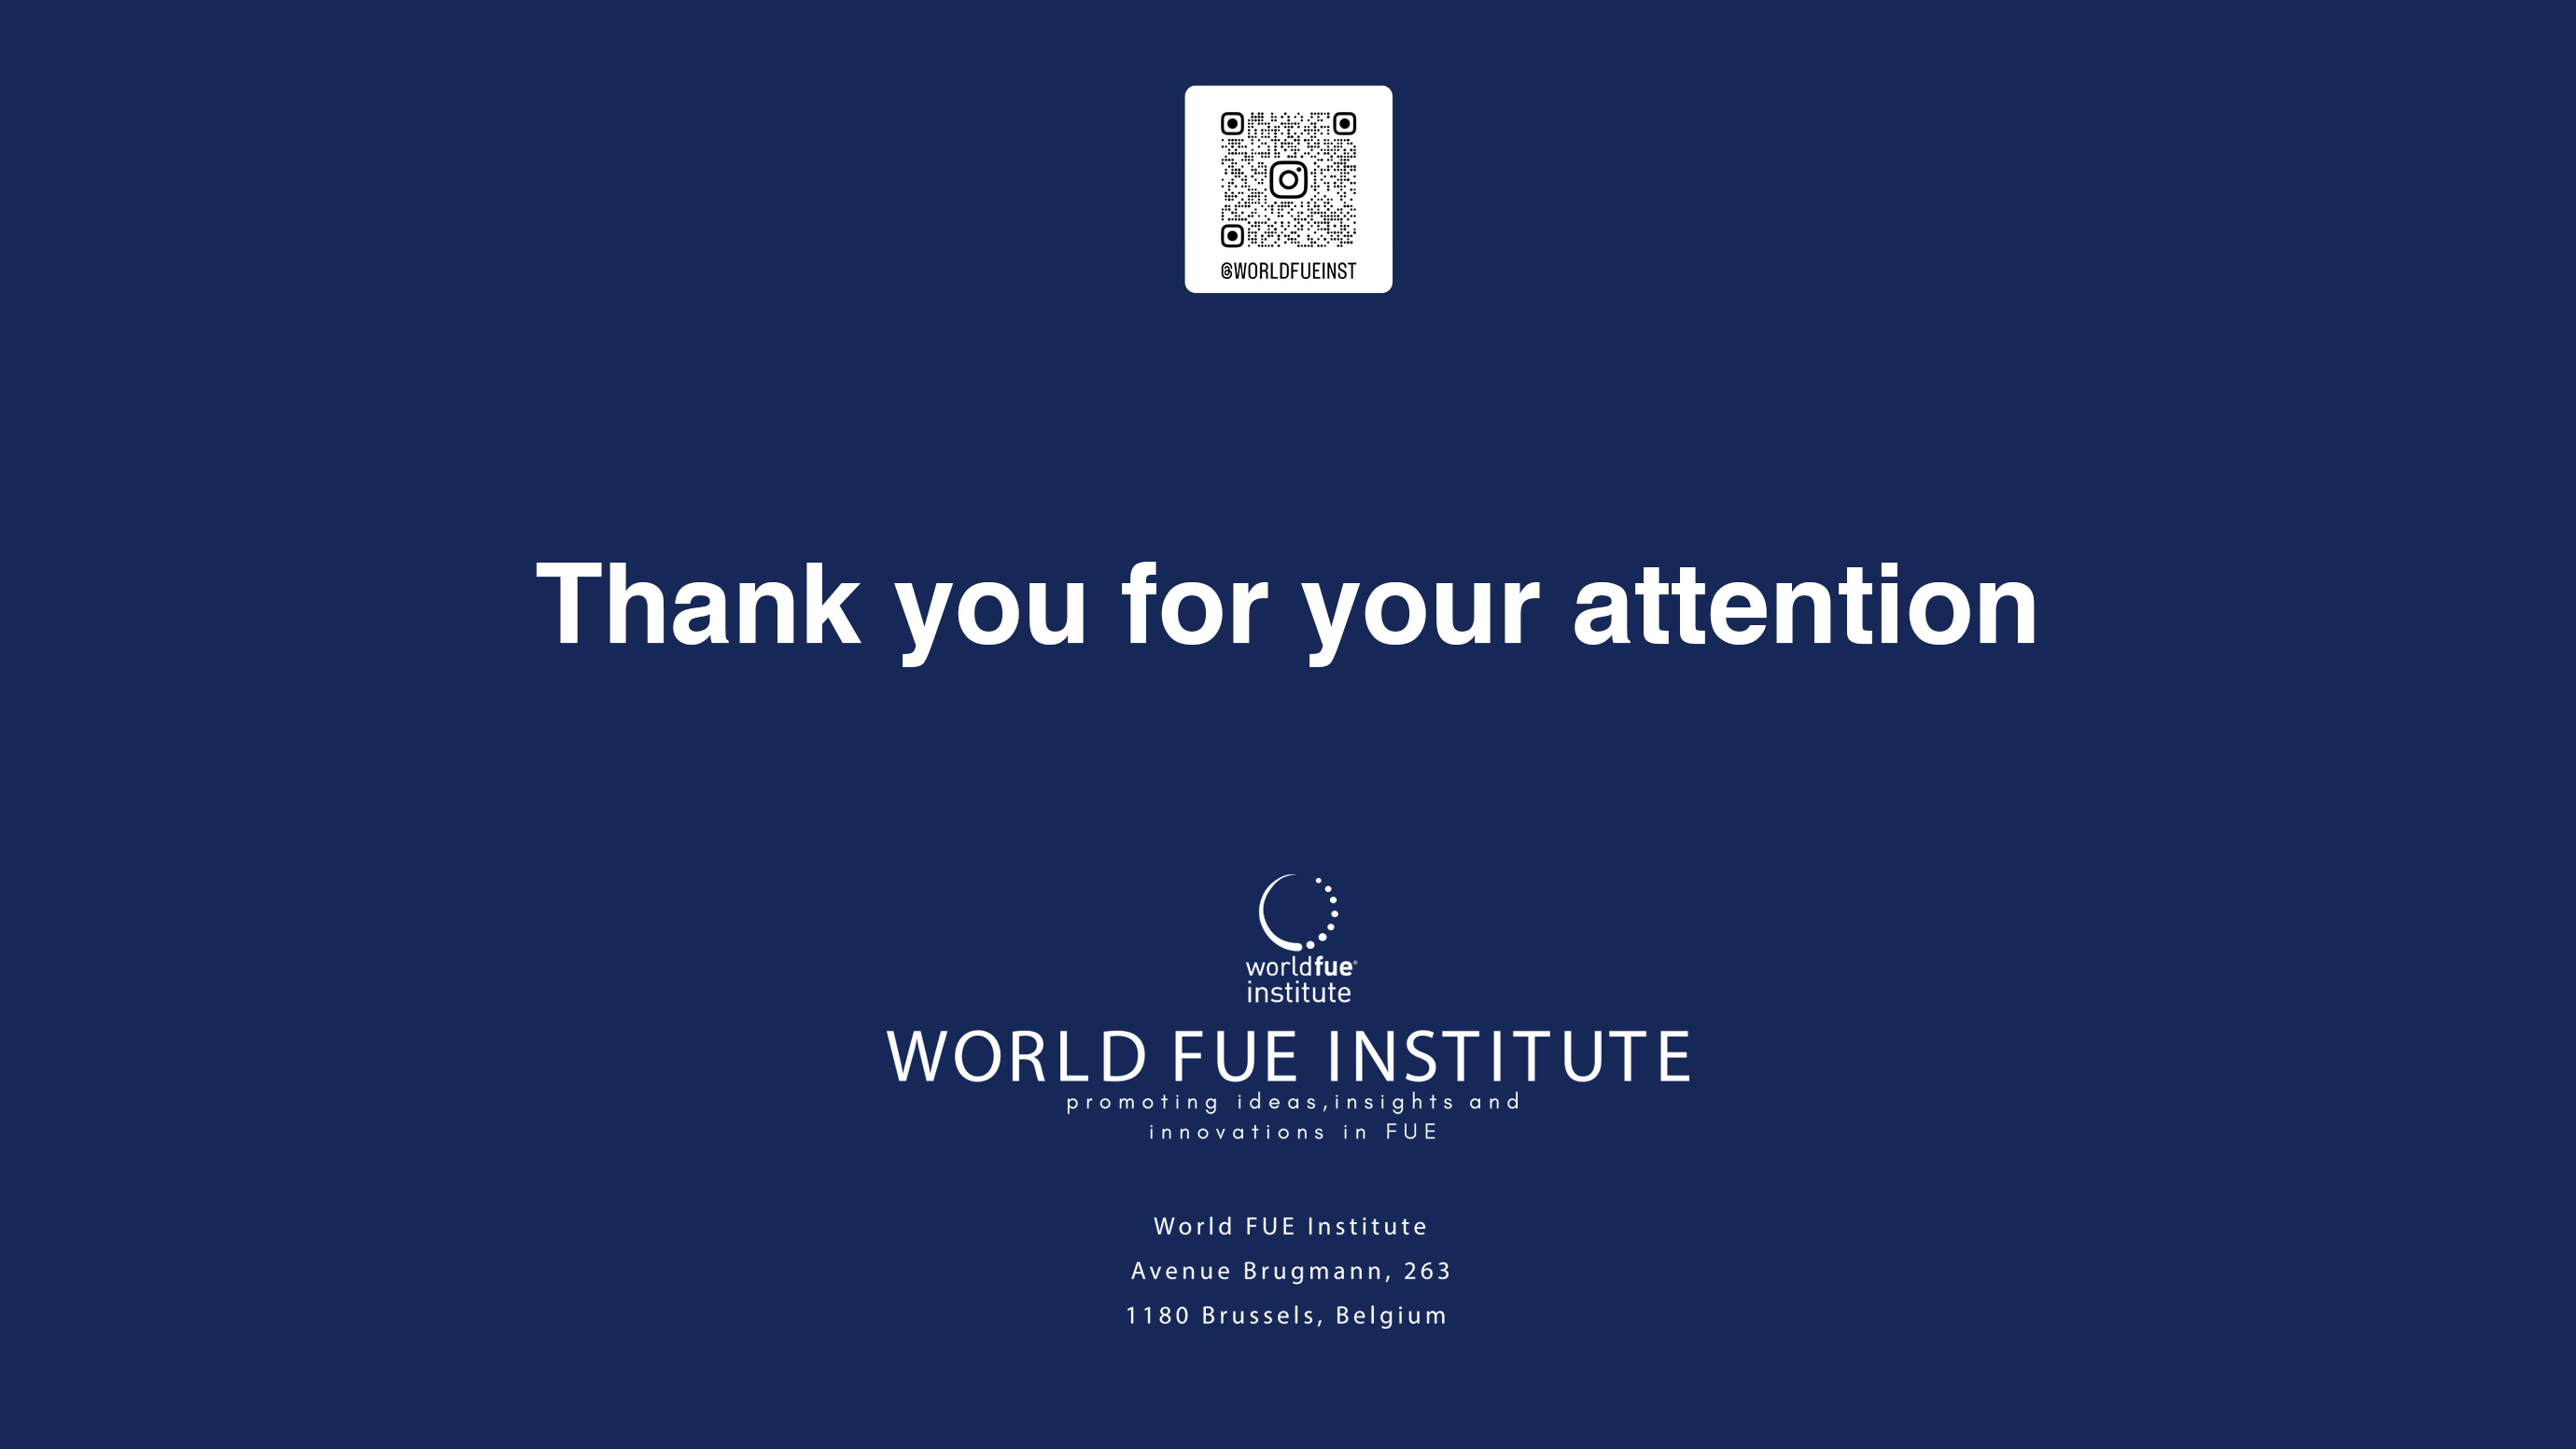 @WORLDFUEINST
Thank you for your attention
worldfue®
institute
WORLD FUE INSTITUTE
promoting ideas,insights and
innovations in FUE
World FUE Institute
Avenue Brugmann, 263
1180 Brussels, Belgium